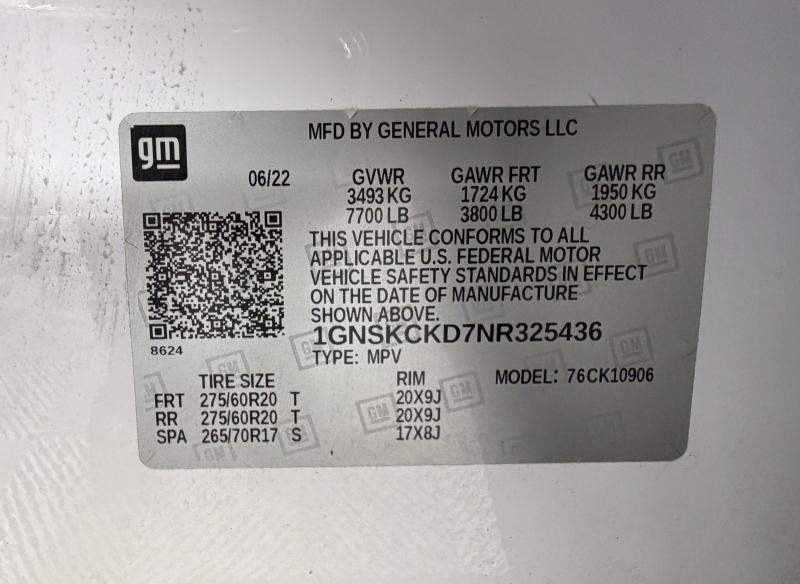 gm
MFD BY GENERAL MOTORS LLC
06/22 GVWR GAWR FRT GAWR RR
3493 KG 1724 KG 1950 KG
7700 LB 3800 LB 4300 LB
THIS VEHICLE CONFORMS TO ALL
APPLICABLE U.S. FEDERAL MOTOR
VEHICLE SAFETY STANDARDS IN EFFECT
ON THE DATE OF MANUFACTURE
SHOWN ABOVE.
1GNSKCKD7NR325436
8624
TYPE: MPV
TIRE SIZE RIM MODEL: 76CK10906
FRT 275/60R20 T 20X9J
RR 275/60R20 T 20X9J
SPA 265/70R17 S 17X8J